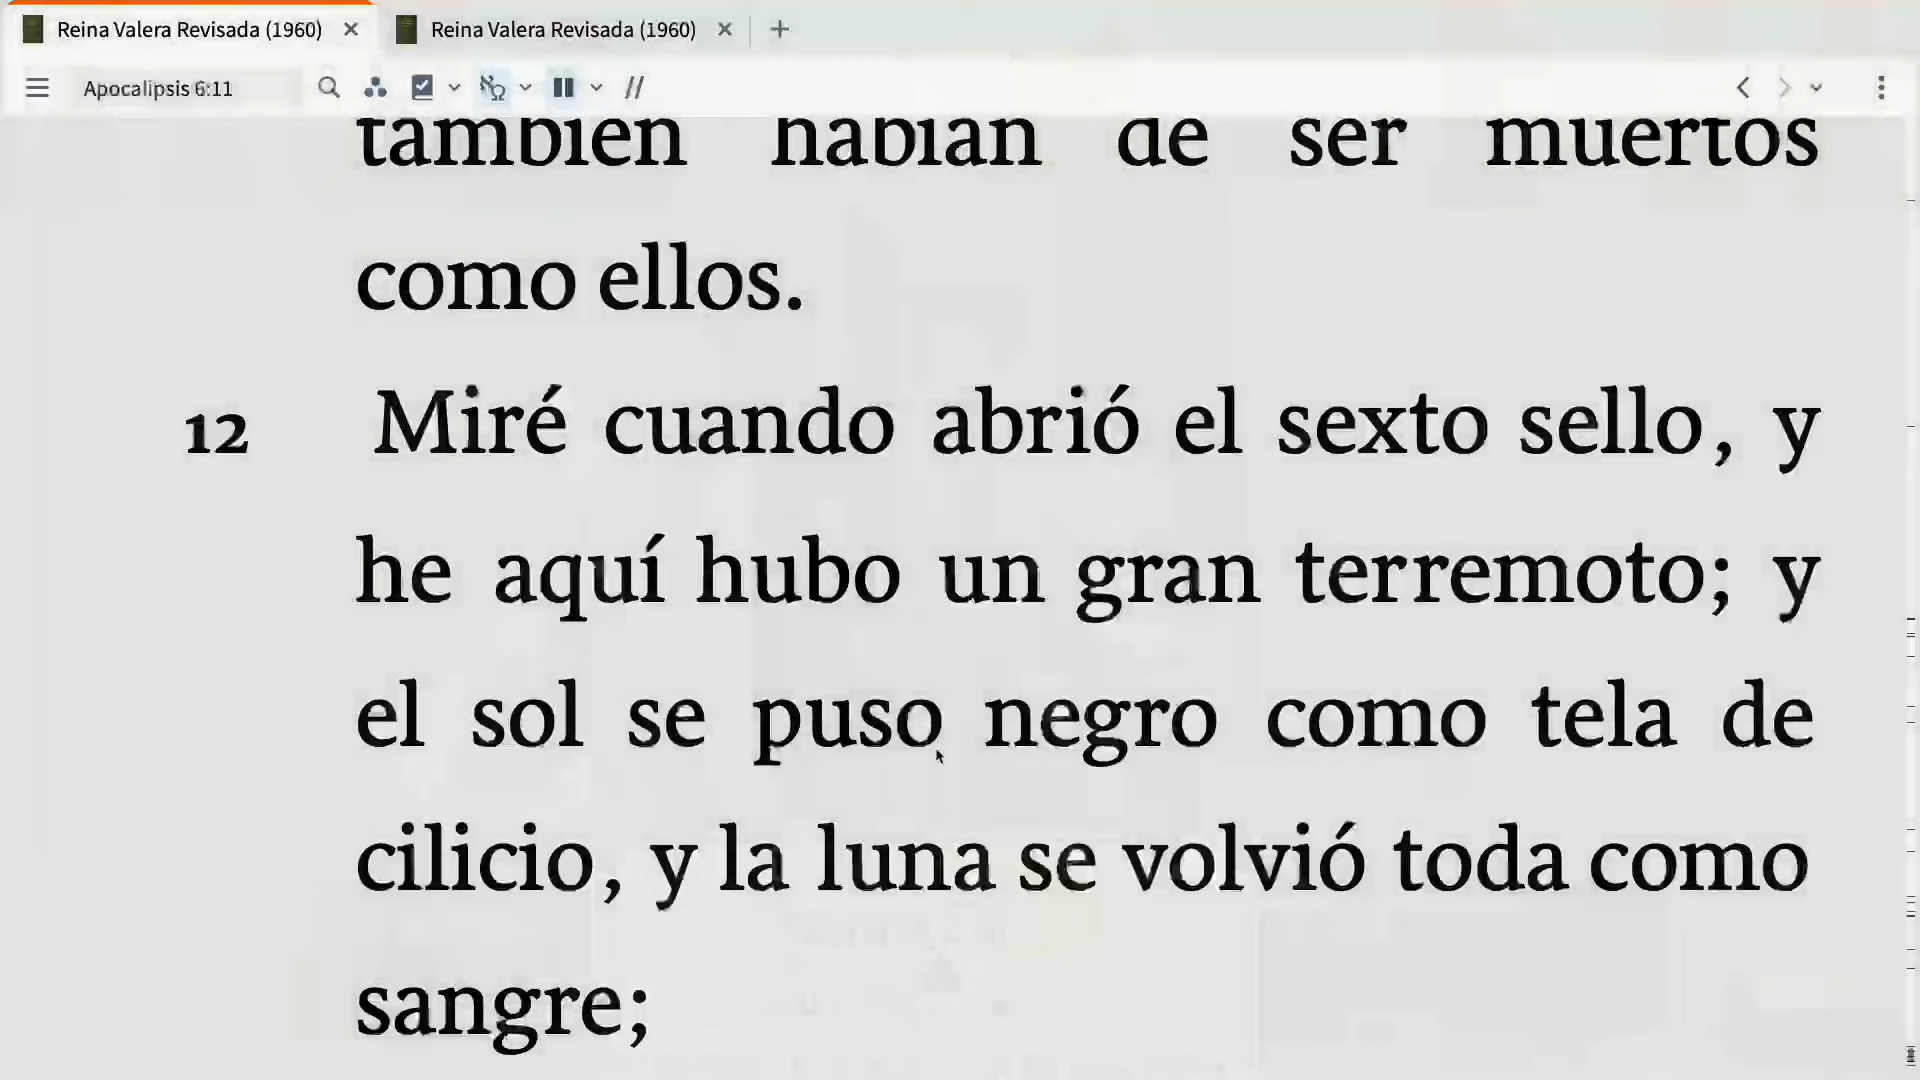 Reina Valera Revisada (1960) Reina Valera Revisada (1960)
Apocalipsis 6:11
también habían de ser muertos
como ellos.
12 Miré cuando abrió el sexto sello, y
he aquí hubo un gran terremoto; y
el sol se puso negro como tela de
cilicio, y la luna se volvió toda como
sangre;